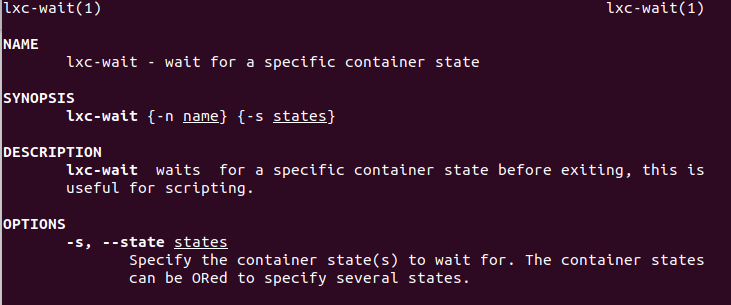 lxc-wait(1) lxc-wait(1)
NAME
lxc-wait - wait for a specific container state
SYNOPSIS
lxc-wait {-n name} {-s states}
DESCRIPTION
lxc-wait waits for a specific container state before exiting, this is
useful for scripting.
OPTIONS
-s, --state states
Specify the container state(s) to wait for. The container states
can be ORed to specify several states.